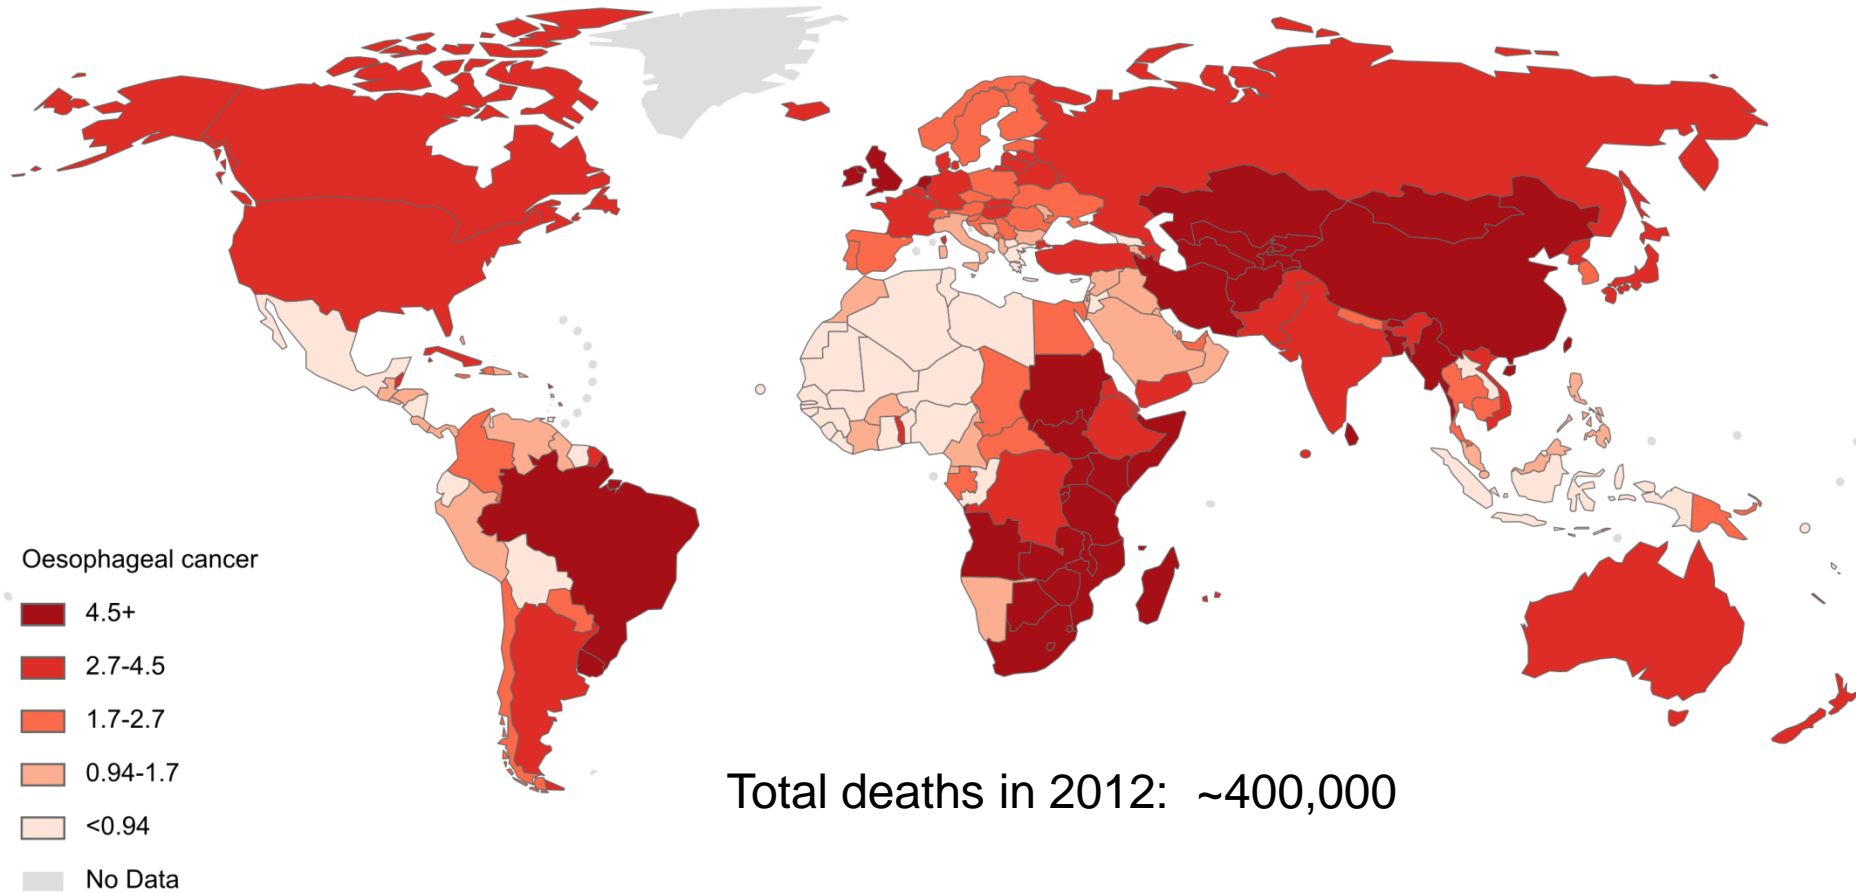 Oesophageal cancer
4.5+
2.7-4.5
1.7-2.7
0.94-1.7
<0.94
No Data
Total deaths in 2012:  ~400,000